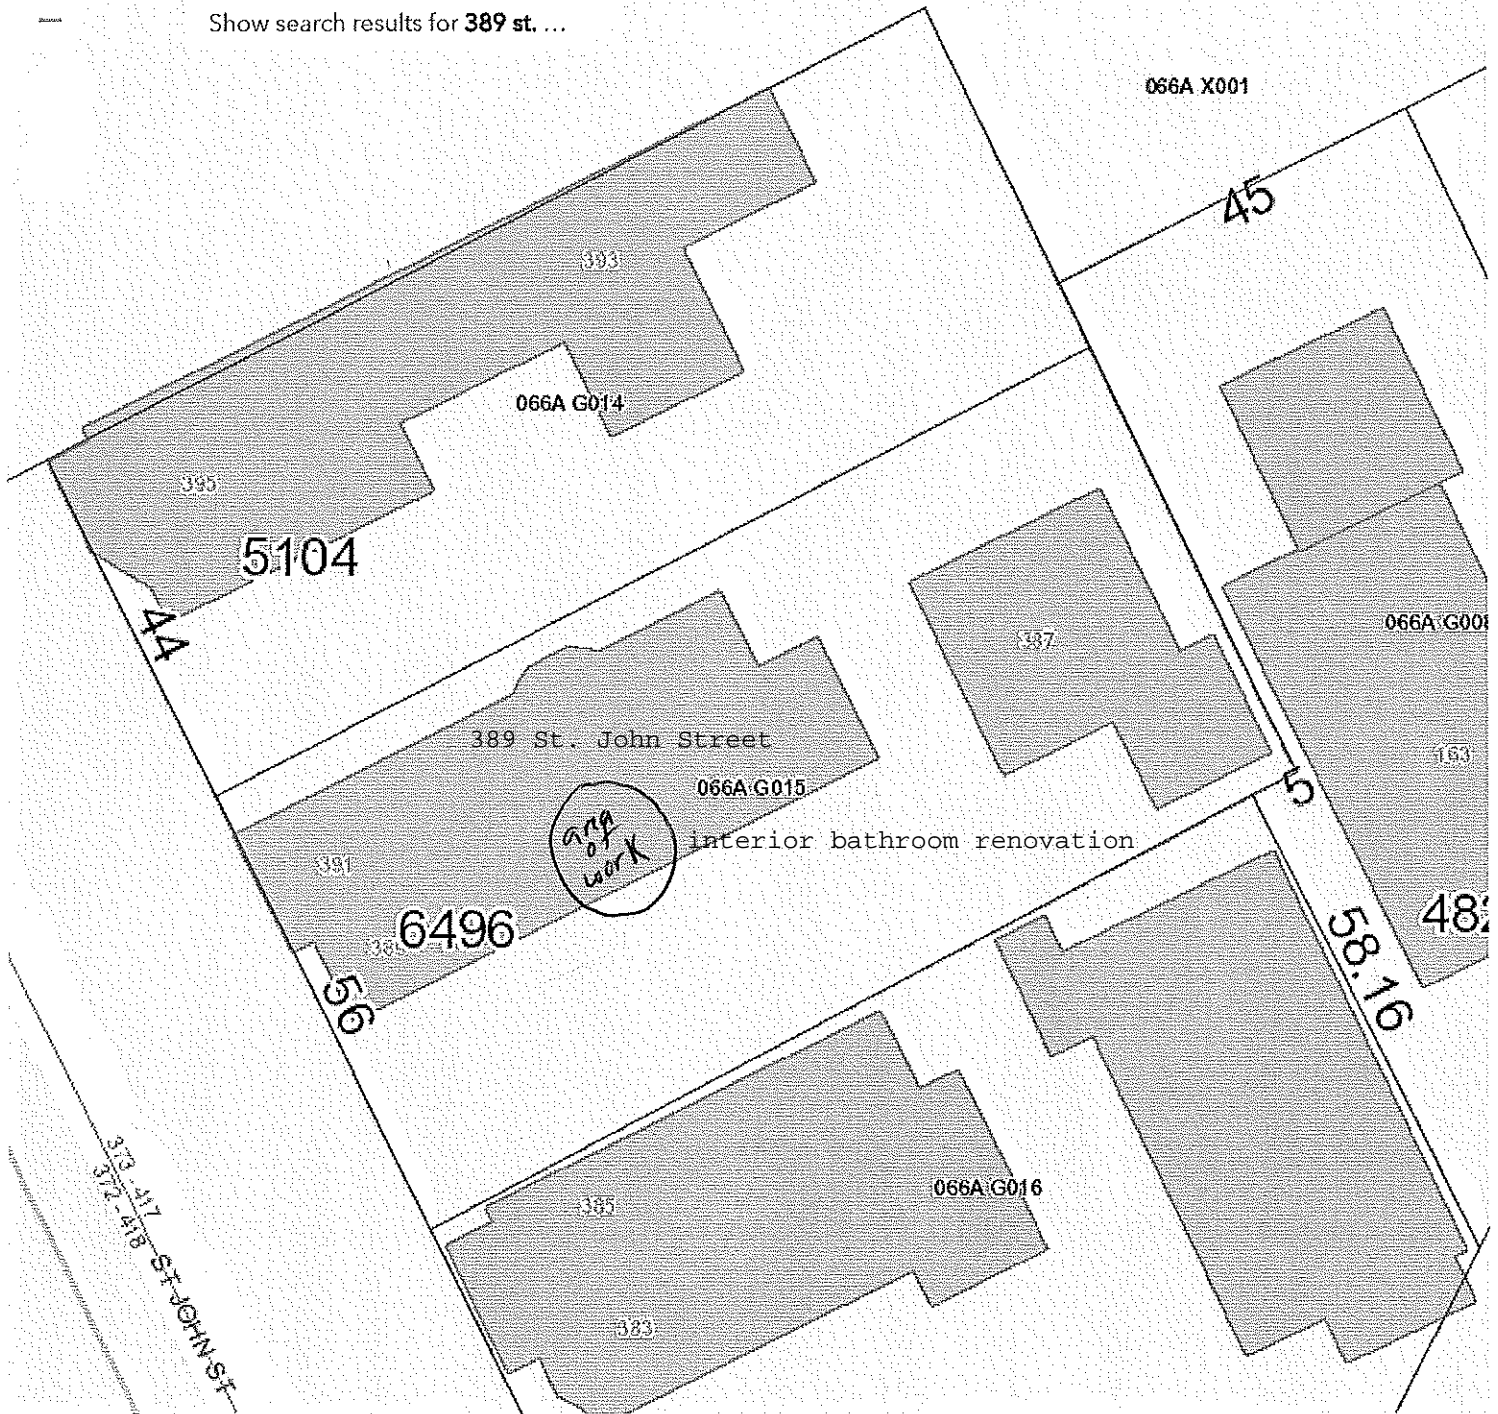 Show search results for 389 st. ...
066A X001
45
393
066A G014
395
5104
44
387
066A G008
389 St. John Street
163
066A G015
5
area
of
work
interior bathroom renovation
391
6496
482
58.16
56
373 - 417
372 - 418
ST JOHN ST
385
066A G016
383